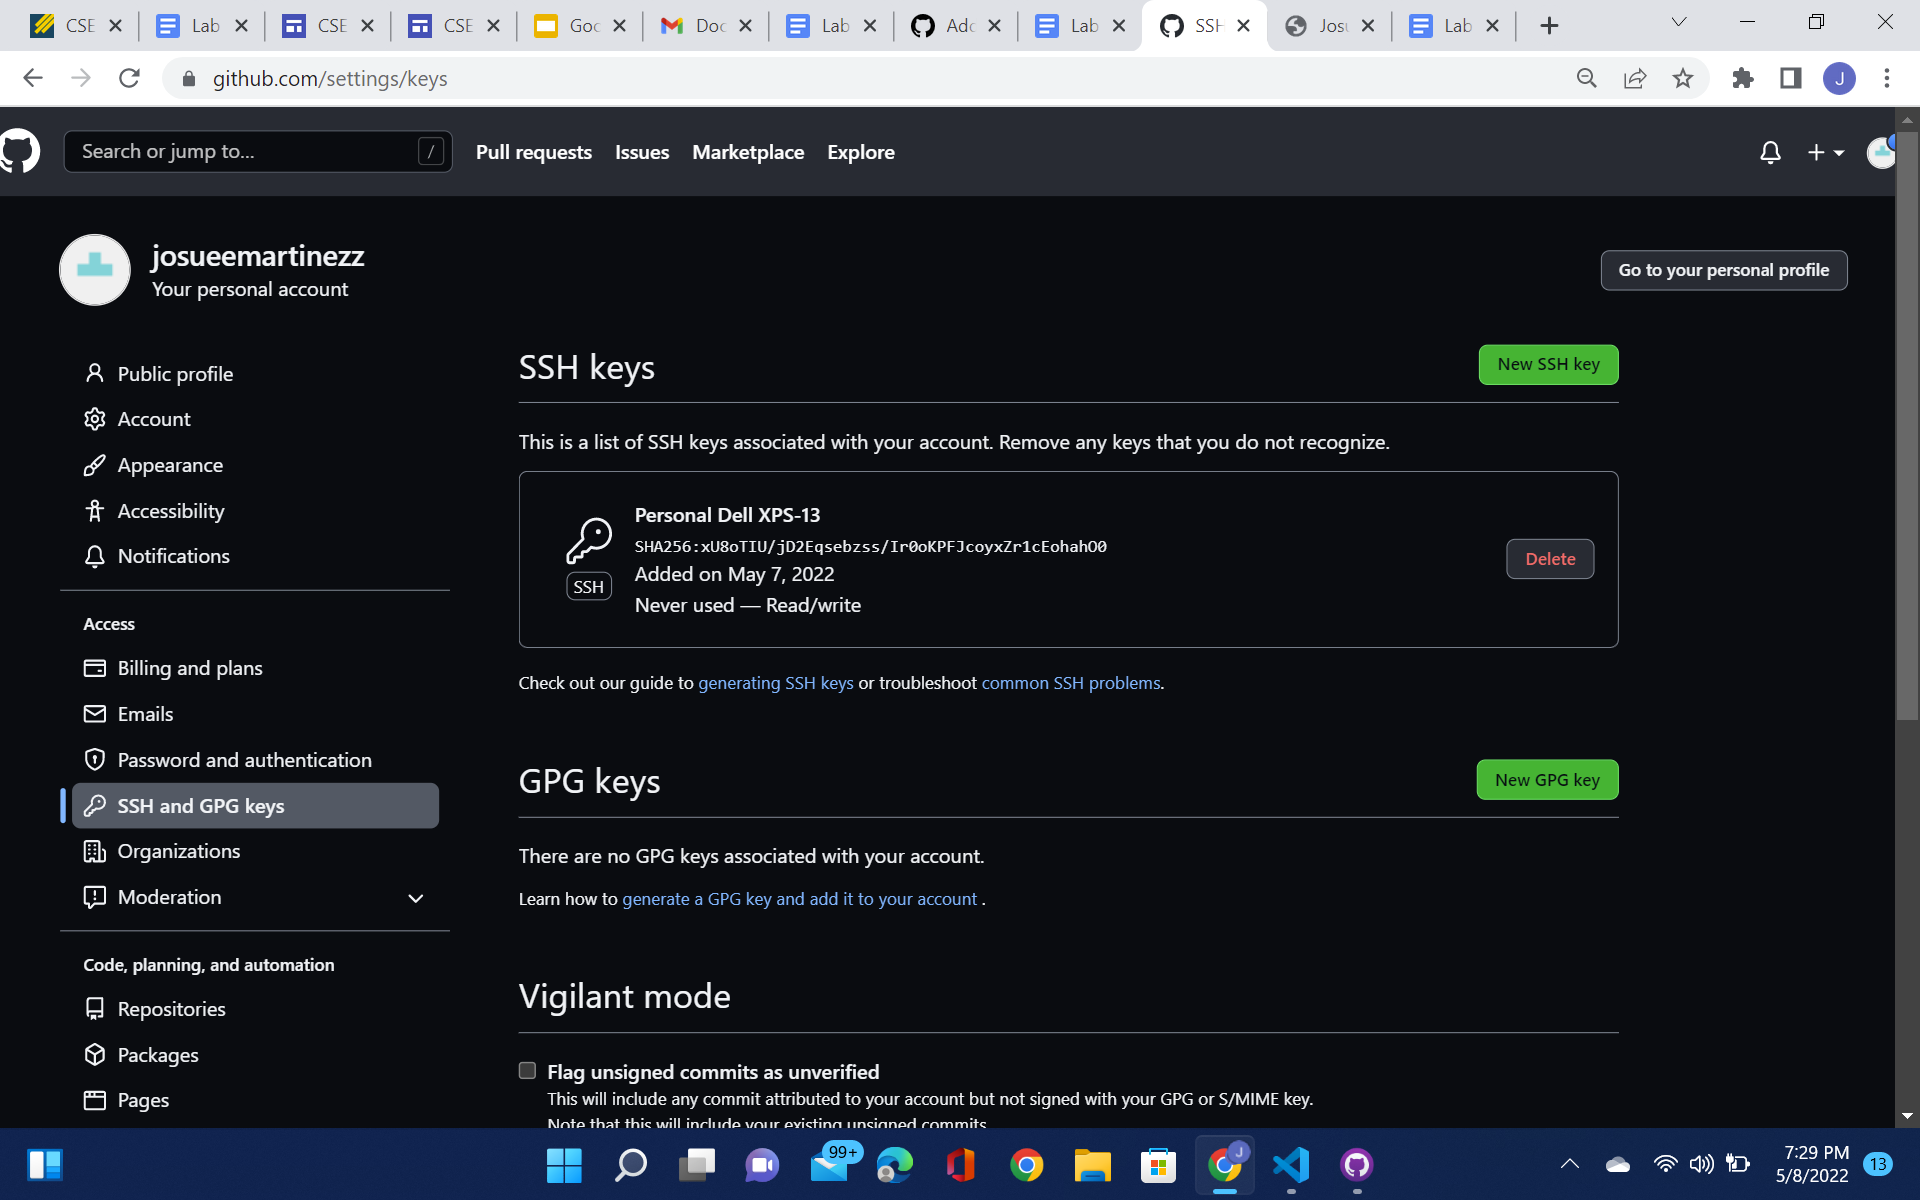 CSE
Lab
CSE
CSE
Goo
Doc
Lab
Add
Lab
SSH
Josu
Lab
github.com/settings/keys
J
Search or jump to...
/
Pull requests
Issues
Marketplace
Explore
josueemartinezz
Your personal account
Go to your personal profile
Public profile
Account
Appearance
Accessibility
Notifications
Access
Billing and plans
Emails
Password and authentication
SSH and GPG keys
Organizations
Moderation
Code, planning, and automation
Repositories
Packages
Pages
SSH keys
New SSH key
This is a list of SSH keys associated with your account. Remove any keys that you do not recognize.
Personal Dell XPS-13
SHA256:xU8oTIU/jD2Eqsebzss/Ir0oKPFJcoyxZr1cEohahO0
Added on May 7, 2022
Never used — Read/write
SSH
Delete
Check out our guide to generating SSH keys or troubleshoot common SSH problems.
GPG keys
New GPG key
There are no GPG keys associated with your account.
Learn how to generate a GPG key and add it to your account .
Vigilant mode
Flag unsigned commits as unverified
This will include any commit attributed to your account but not signed with your GPG or S/MIME key.
Note that this will include your existing unsigned commits.
99+
J
7:29 PM
5/8/2022
13